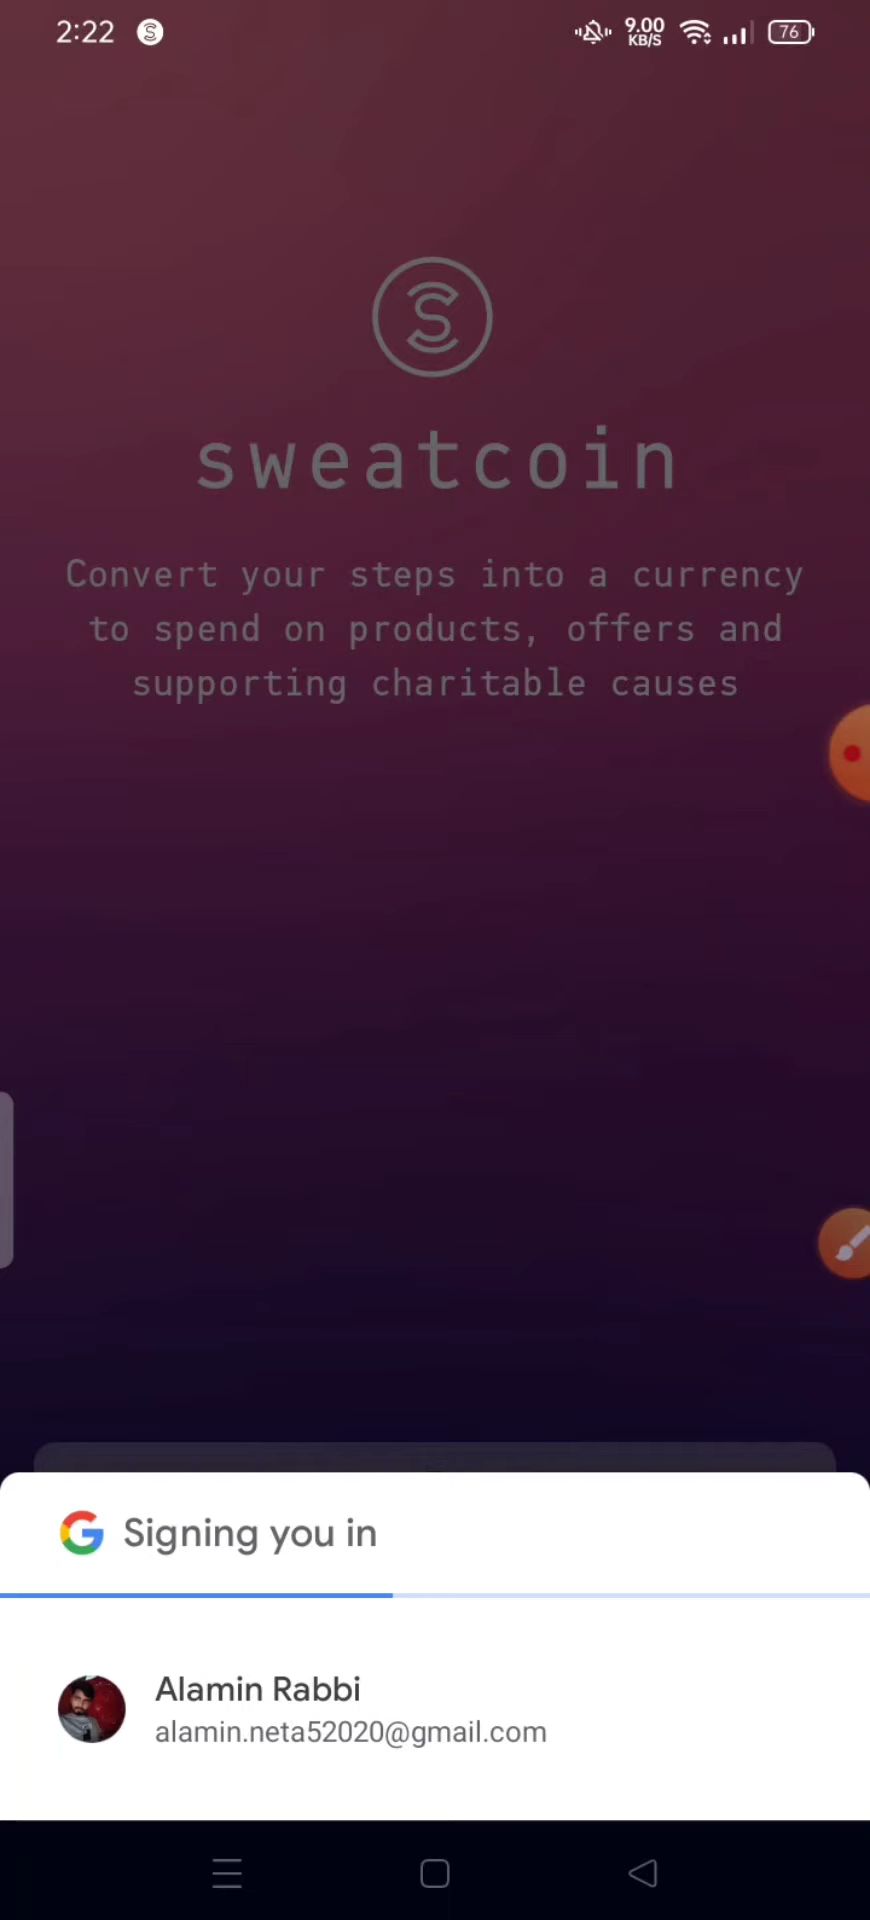 2:22
9.00
KB/S
76
sweatcoin
Convert your steps into a currency
to spend on products, offers and
supporting charitable causes
Signing you in
Alamin Rabbi
alamin.neta52020@gmail.com